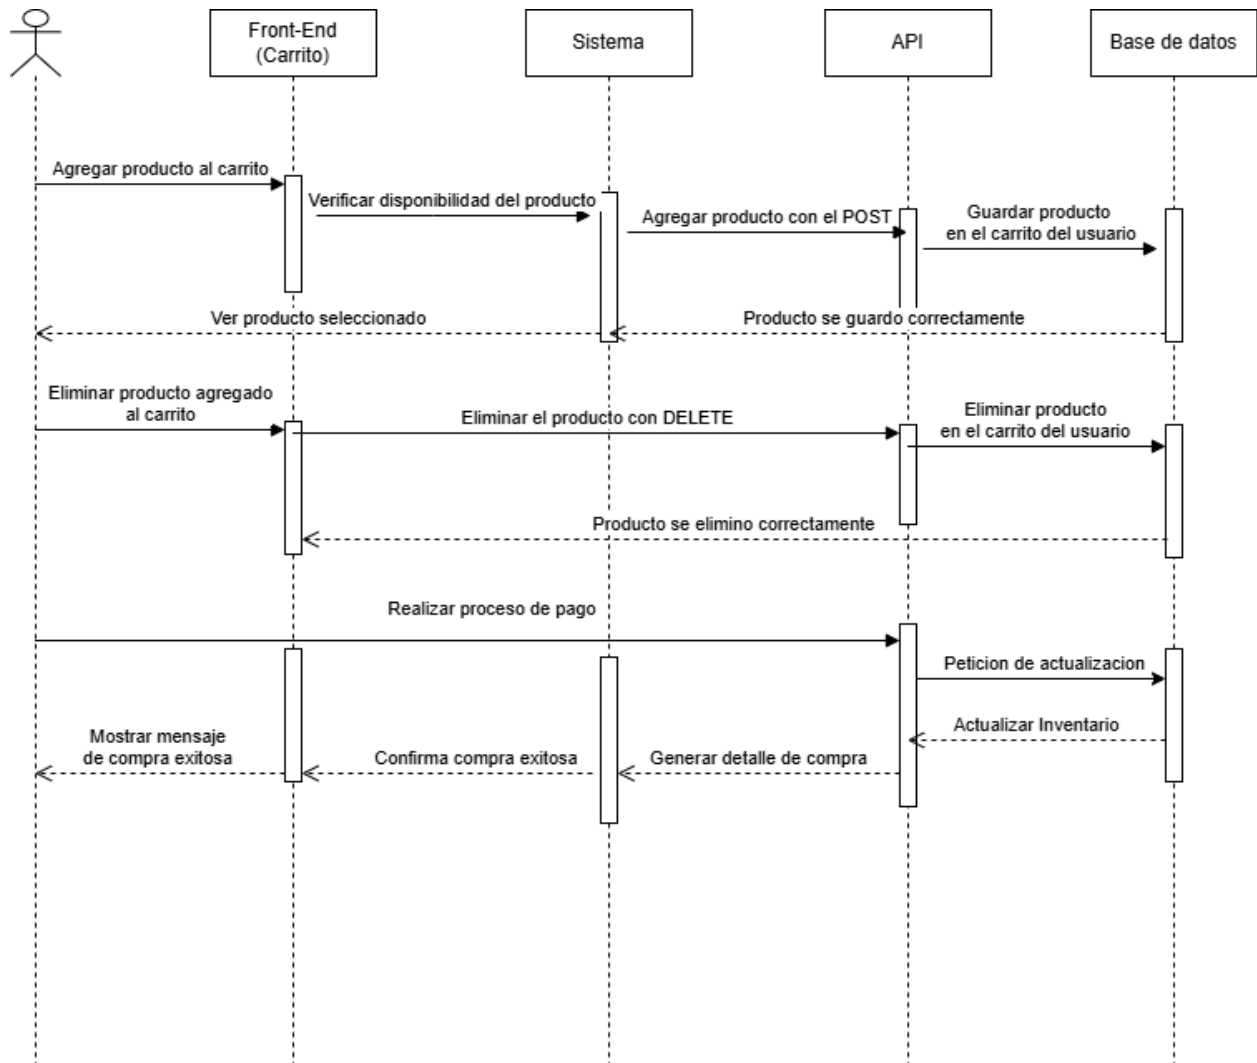 Front-End
(Carrito)
Sistema
API
Base de datos
Agregar producto al carrito
Verificar disponibilidad del producto
Agregar producto con el POST
Guardar producto
en el carrito del usuario
Ver producto seleccionado
Producto se guardo correctamente
Eliminar producto agregado
al carrito
Eliminar el producto con DELETE
Eliminar producto
en el carrito del usuario
Producto se elimino correctamente
Realizar proceso de pago
Peticion de actualizacion
Actualizar Inventario
Mostrar mensaje
de compra exitosa
Confirma compra exitosa
Generar detalle de compra